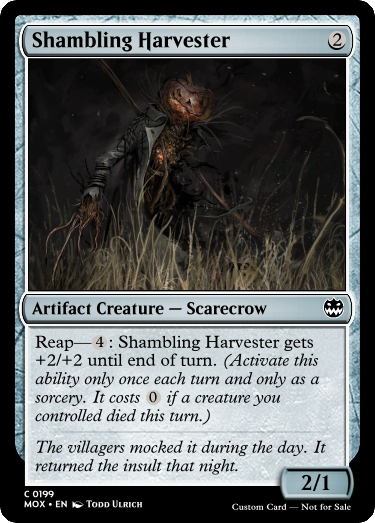 Shambling Harvester 2
Artifact Creature — Scarecrow
Reap—4: Shambling Harvester gets
+2/+2 until end of turn. (Activate this
ability only once each turn and only as a
sorcery. It costs 0 if a creature you
controlled died this turn.)
The villagers mocked it during the day. It
returned the insult that night.
2/1
C 0199
MOX • EN Todd Ulrich
Custom Card — Not for Sale